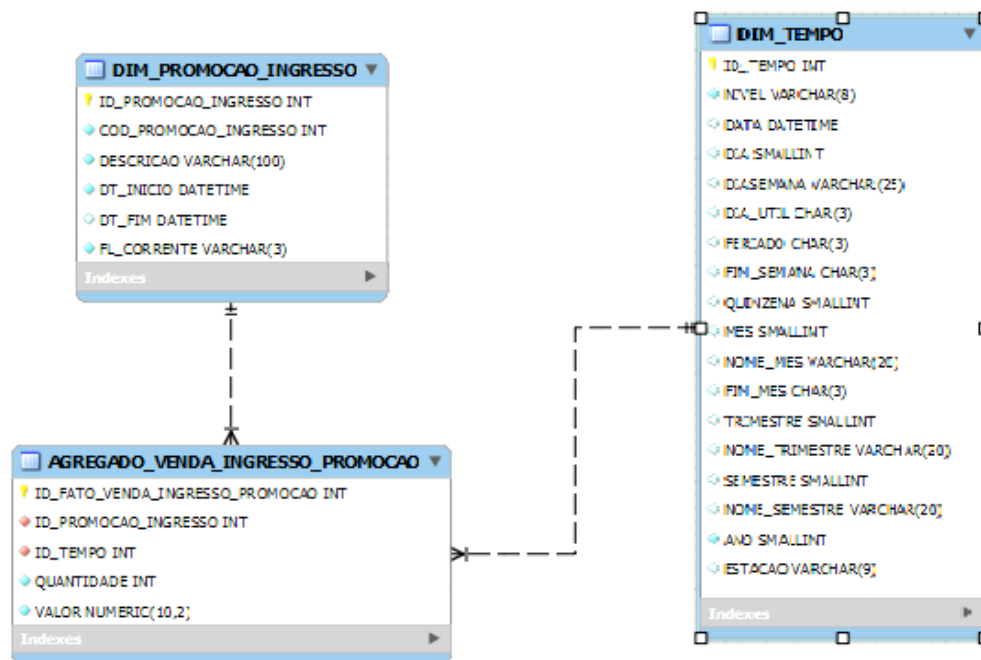 DIM_PROMOCAO_INGRESSO
ID_PROMOCAO_INGRESSO INT
COD_PROMOCAO_INGRESSO INT
DESCRICAO VARCHAR(100)
DT_INICIO DATETIME
DT_FIM DATETIME
FL_CORRENTE VARCHAR(3)
Indexes
DIM_TEMPO
ID_TEMPO INT
NIVEL VARCHAR(8)
DATA DATETIME
DIA SMALLINT
DIASEMANA VARCHAR(25)
DIA_UTIL CHAR(3)
FERIADO CHAR(3)
FIM_SEMANA CHAR(3)
QUINZENA SMALLINT
MES SMALLINT
NOME_MES VARCHAR(20)
FIM_MES CHAR(3)
TRIMESTRE SMALLINT
NOME_TRIMESTRE VARCHAR(20)
SEMESTRE SMALLINT
NOME_SEMESTRE VARCHAR(20)
ANO SMALLINT
ESTACAO VARCHAR(9)
Indexes
AGREGADO_VENDA_INGRESSO_PROMOCAO
ID_FATO_VENDA_INGRESSO_PROMOCAO INT
ID_PROMOCAO_INGRESSO INT
ID_TEMPO INT
QUANTIDADE INT
VALOR NUMERIC(10,2)
Indexes